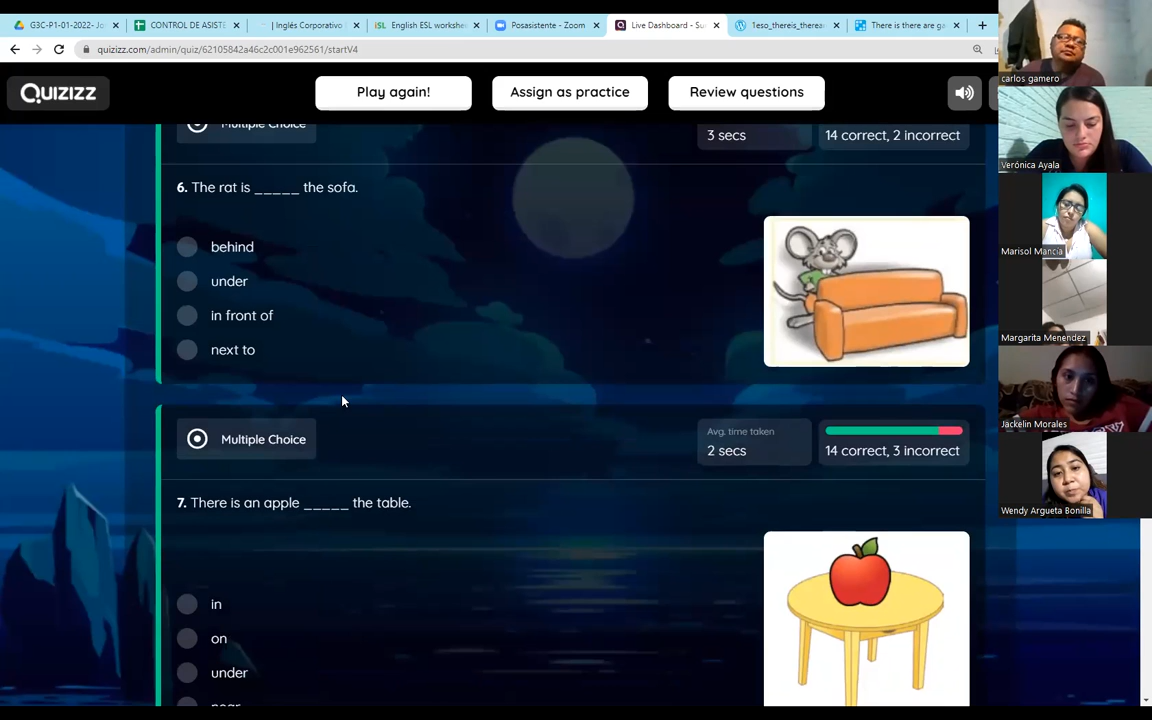 G3C-P1-01-2022- Jo
CONTROL DE ASISTE
| Inglés Corporativo |
English ESL workshe
Posasistente - Zoom
Live Dashboard - Su
1eso_thereis_therea
There is there are ga
quizizz.com/admin/quiz/62105842a46c2c001e962561/startV4
Quizizz
Play again!
Assign as practice
Review questions
Multiple Choice
3 secs
14 correct, 2 incorrect
6. The rat is _____ the sofa.
behind
under
in front of
next to
Multiple Choice
Avg. time taken
2 secs
14 correct, 3 incorrect
7. There is an apple _____ the table.
in
on
under
near
carlos gamero
Verónica Ayala
Marisol Mancia
Margarita Menendez
Jackelin Morales
Wendy Argueta Bonilla